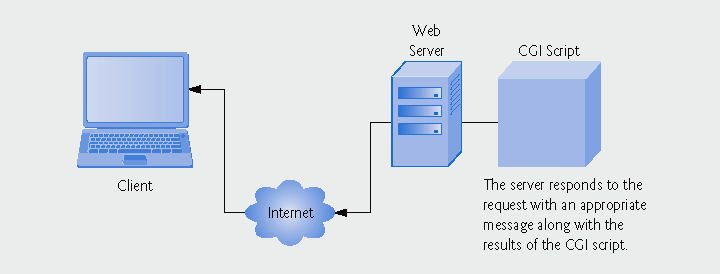 Web
Server
CGI Script
Client
Internet
The server responds to the
request with an appropriate
message along with the
results of the CGI script.